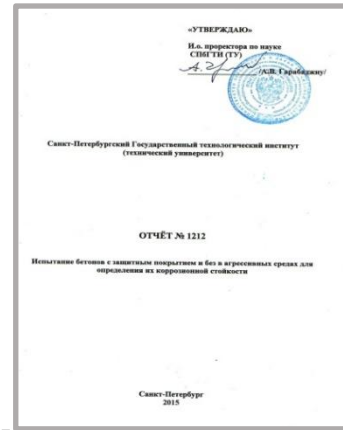 «УТВЕРЖДАЮ»
И.о. проректора по науке
СПбГТИ (ТУ)
/А.В. Гарабаджиу/
Санкт-Петербургский Государственный технологический институт
(технический университет)
ОТЧЁТ № 1212
Испытание бетонов с защитным покрытием и без в агрессивных средах для
определения их коррозионной стойкости
Санкт-Петербург
2015